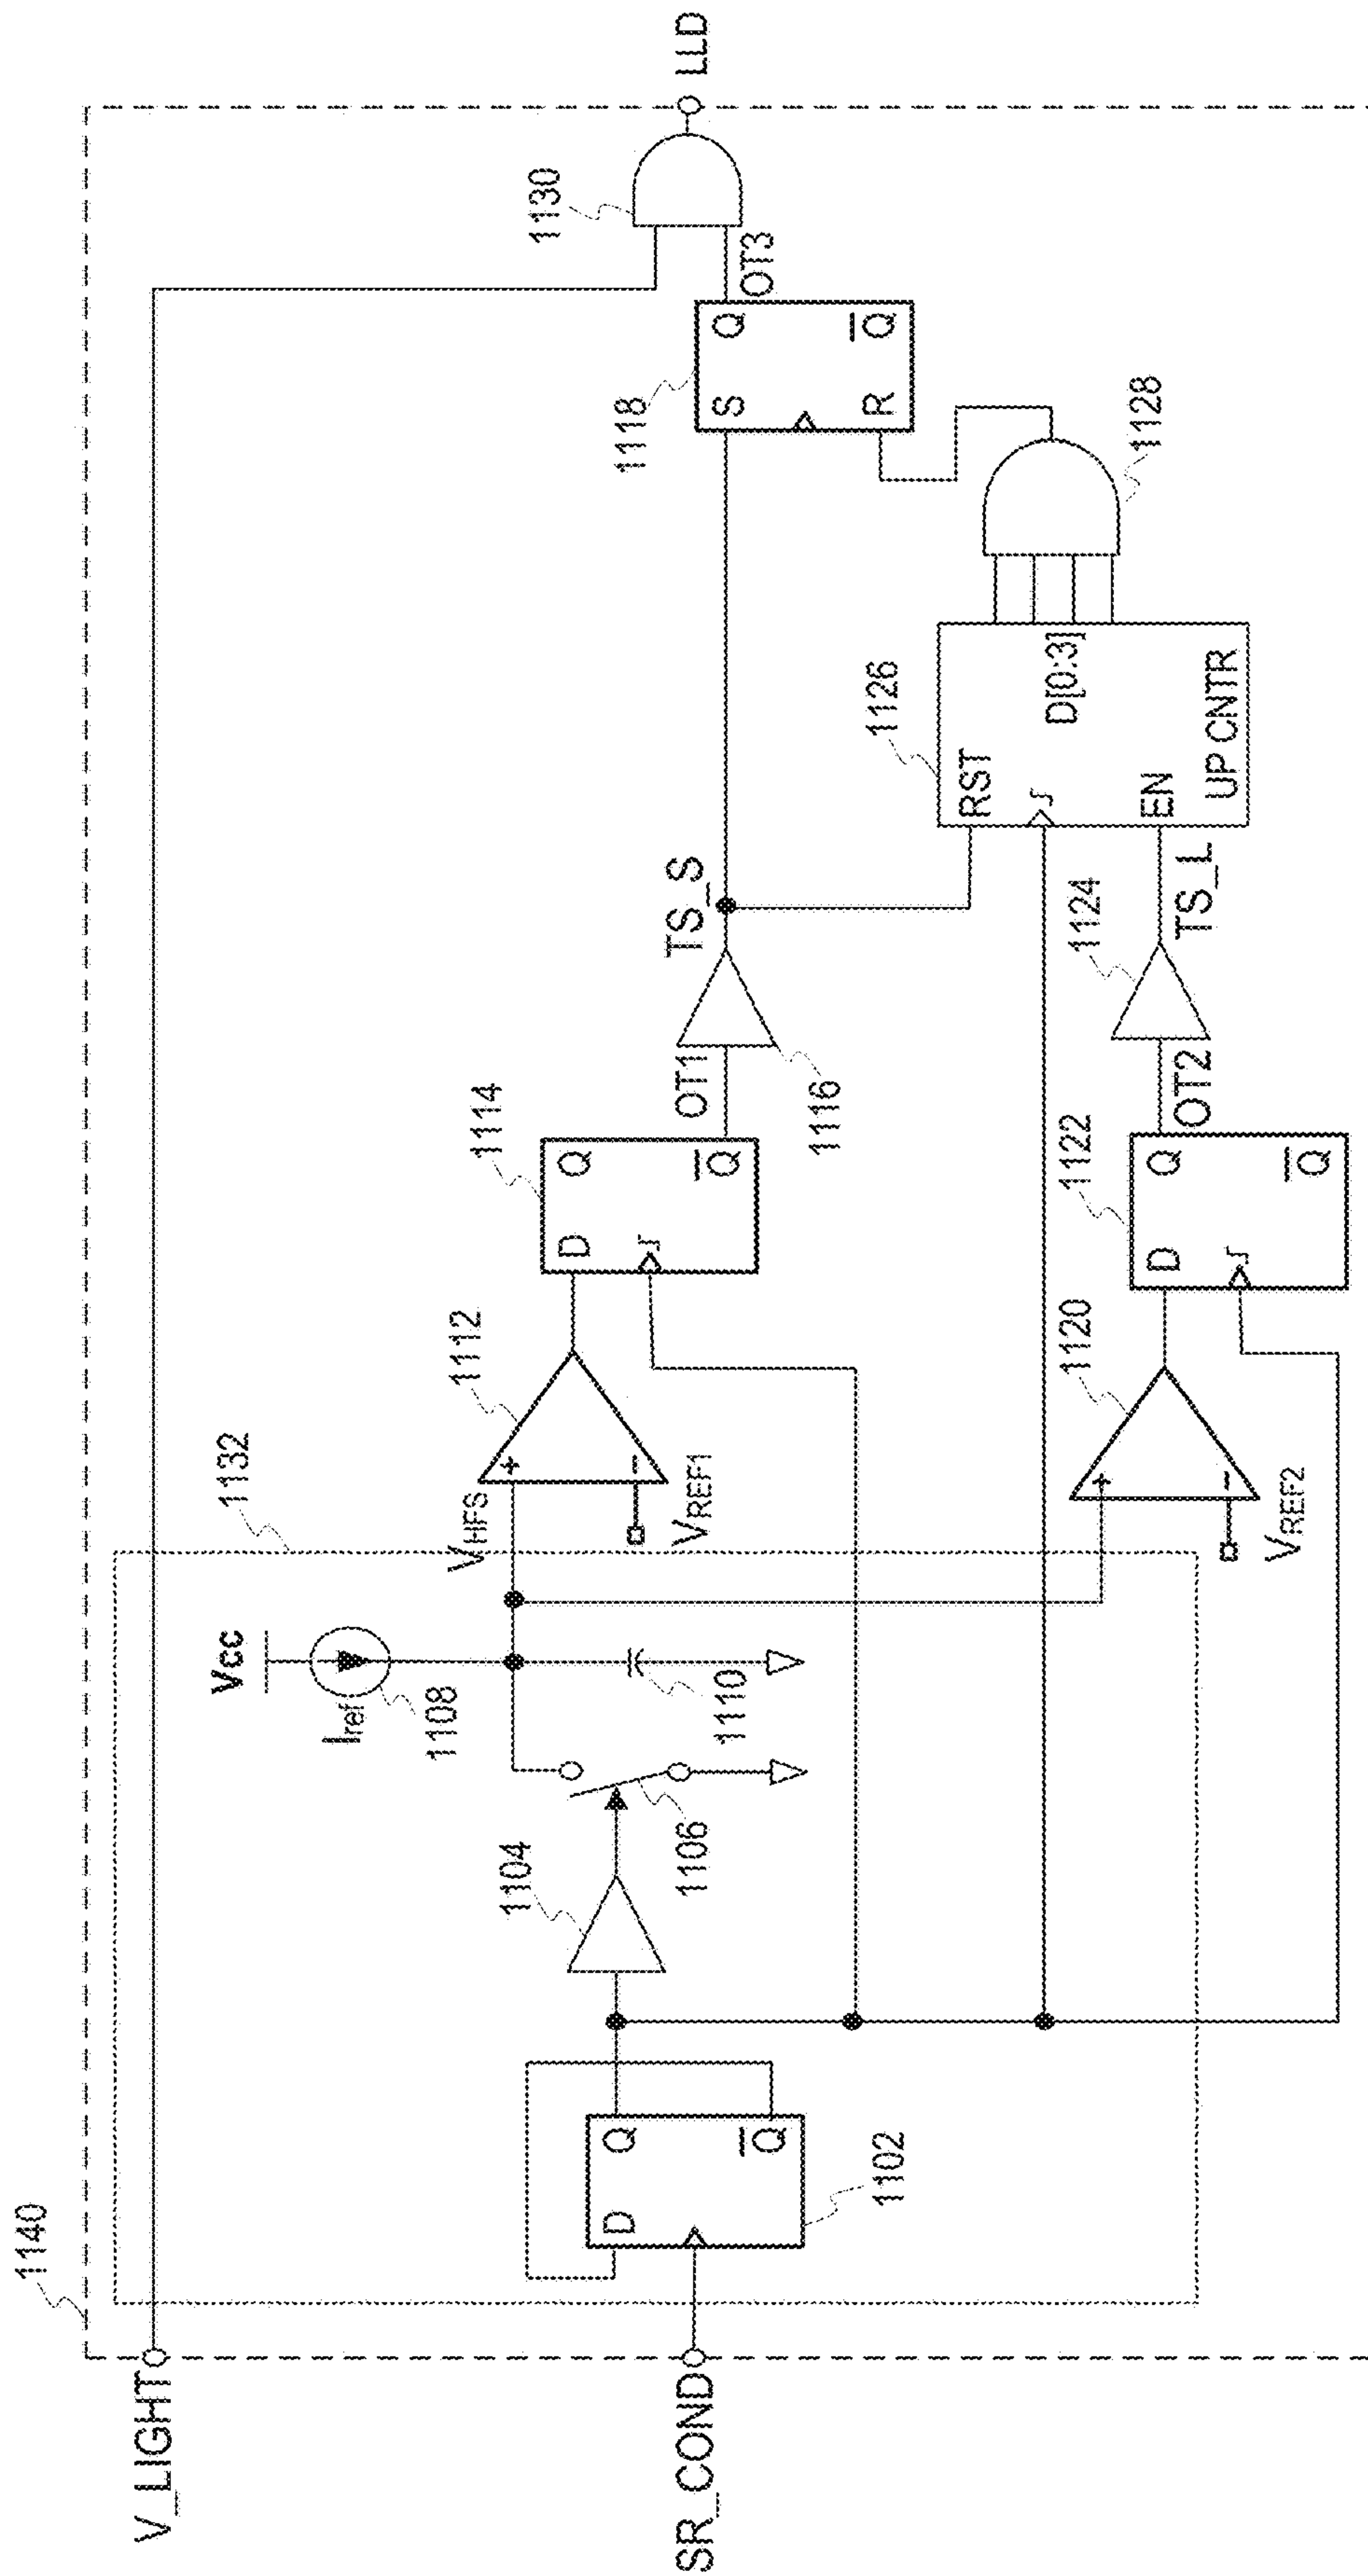 1140
V_LIGHT
SR_COND
1132
D
Q
Q
1102
1104
1106
Vcc
Iref
1108
1110
VHFS
+
−
VREF1
1112
D
Q
Q
1114
OT1
1116
TS_S
+
−
VREF2
1120
D
Q
Q
1122
OT2
1124
TS_L
RST
EN
D[0:3]
UP CNTR
1126
1128
S
Q
R
Q
1118
OT3
1130
LLD